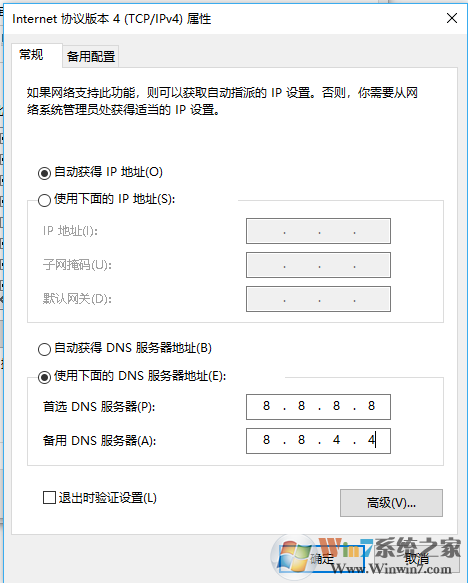 Internet 协议版本 4 (TCP/IPv4) 属性
常规
备用配置
如果网络支持此功能，则可以获取自动指派的 IP 设置。否则，你需要从网
络系统管理员处获得适当的 IP 设置。
自动获得 IP 地址(O)
使用下面的 IP 地址(S):
IP 地址(I):
子网掩码(U):
默认网关(D):
自动获得 DNS 服务器地址(B)
使用下面的 DNS 服务器地址(E):
首选 DNS 服务器(P): 8 . 8 . 8 . 8
备用 DNS 服务器(A): 8 . 8 . 4 . 4
退出时验证设置(L)
高级(V)...
确定
取消
Win7系统之家
Www.Winwin7.com